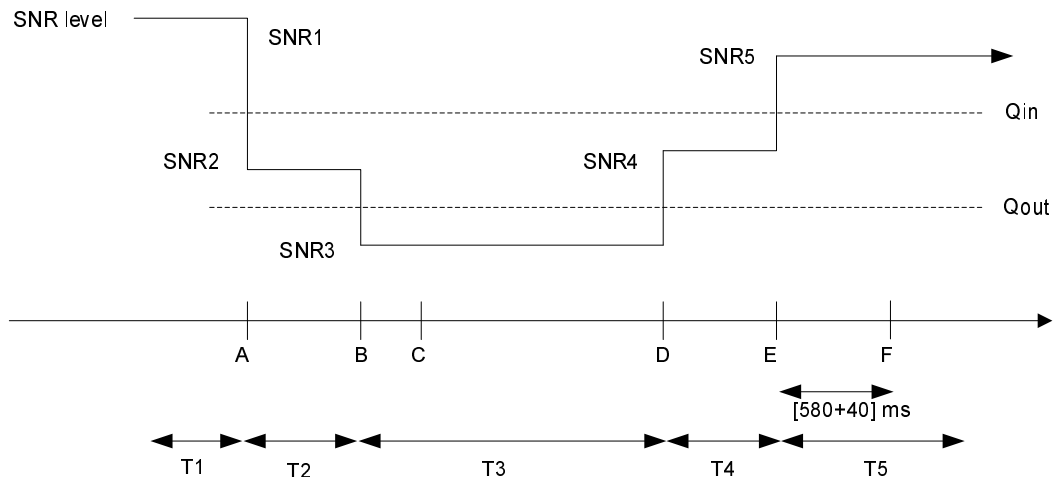 SNR level
SNR1
SNR5
Qin
SNR2
SNR4
Qout
SNR3
A B C D E F
[580+40] ms
T1 T2 T3 T4 T5